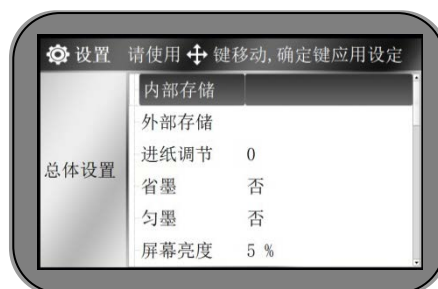 设置 请使用 键移动,确定键应用设定
总体设置
内部存储
外部存储
进纸调节 0
省墨 否
匀墨 否
屏幕亮度 5 %